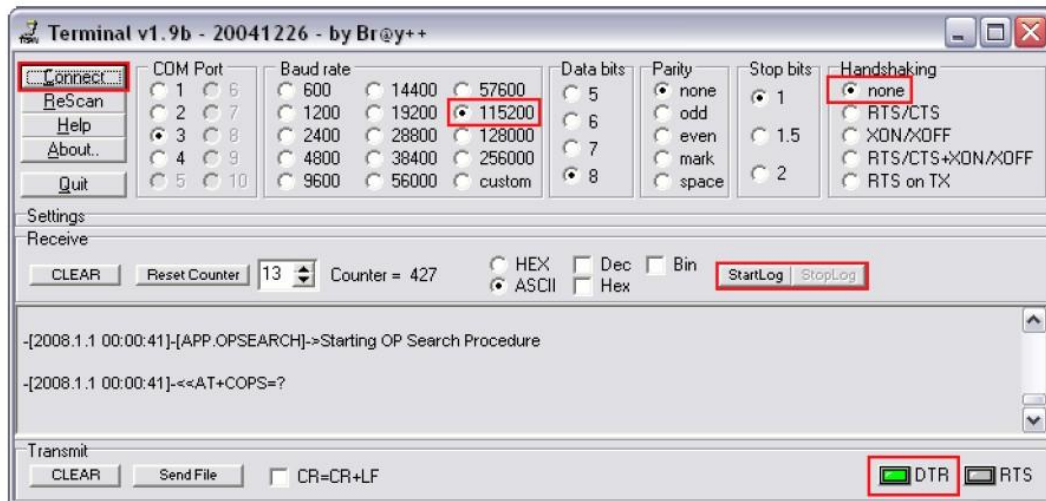 Terminal v1.9b - 20041226 - by Br@y++
Connect
ReScan
Help
About..
Quit
COM Port
1 6
2 7
3 8
4 9
5 10
Baud rate
600 14400 57600
1200 19200 115200
2400 28800 128000
4800 38400 256000
9600 56000 custom
Data bits
5
6
7
8
Parity
none
odd
even
mark
space
Stop bits
1
1.5
2
Handshaking
none
RTS/CTS
XON/XOFF
RTS/CTS+XON/XOFF
RTS on TX
Settings
Receive
CLEAR Reset Counter 13 Counter = 427 HEX Dec Bin
ASCII Hex
StartLog StopLog
-[2008.1.1 00:00:41]-[APP.OPSEARCH]->Starting OP Search Procedure
-[2008.1.1 00:00:41]-<<AT+COPS=?
Transmit
CLEAR Send File CR=CR+LF DTR RTS